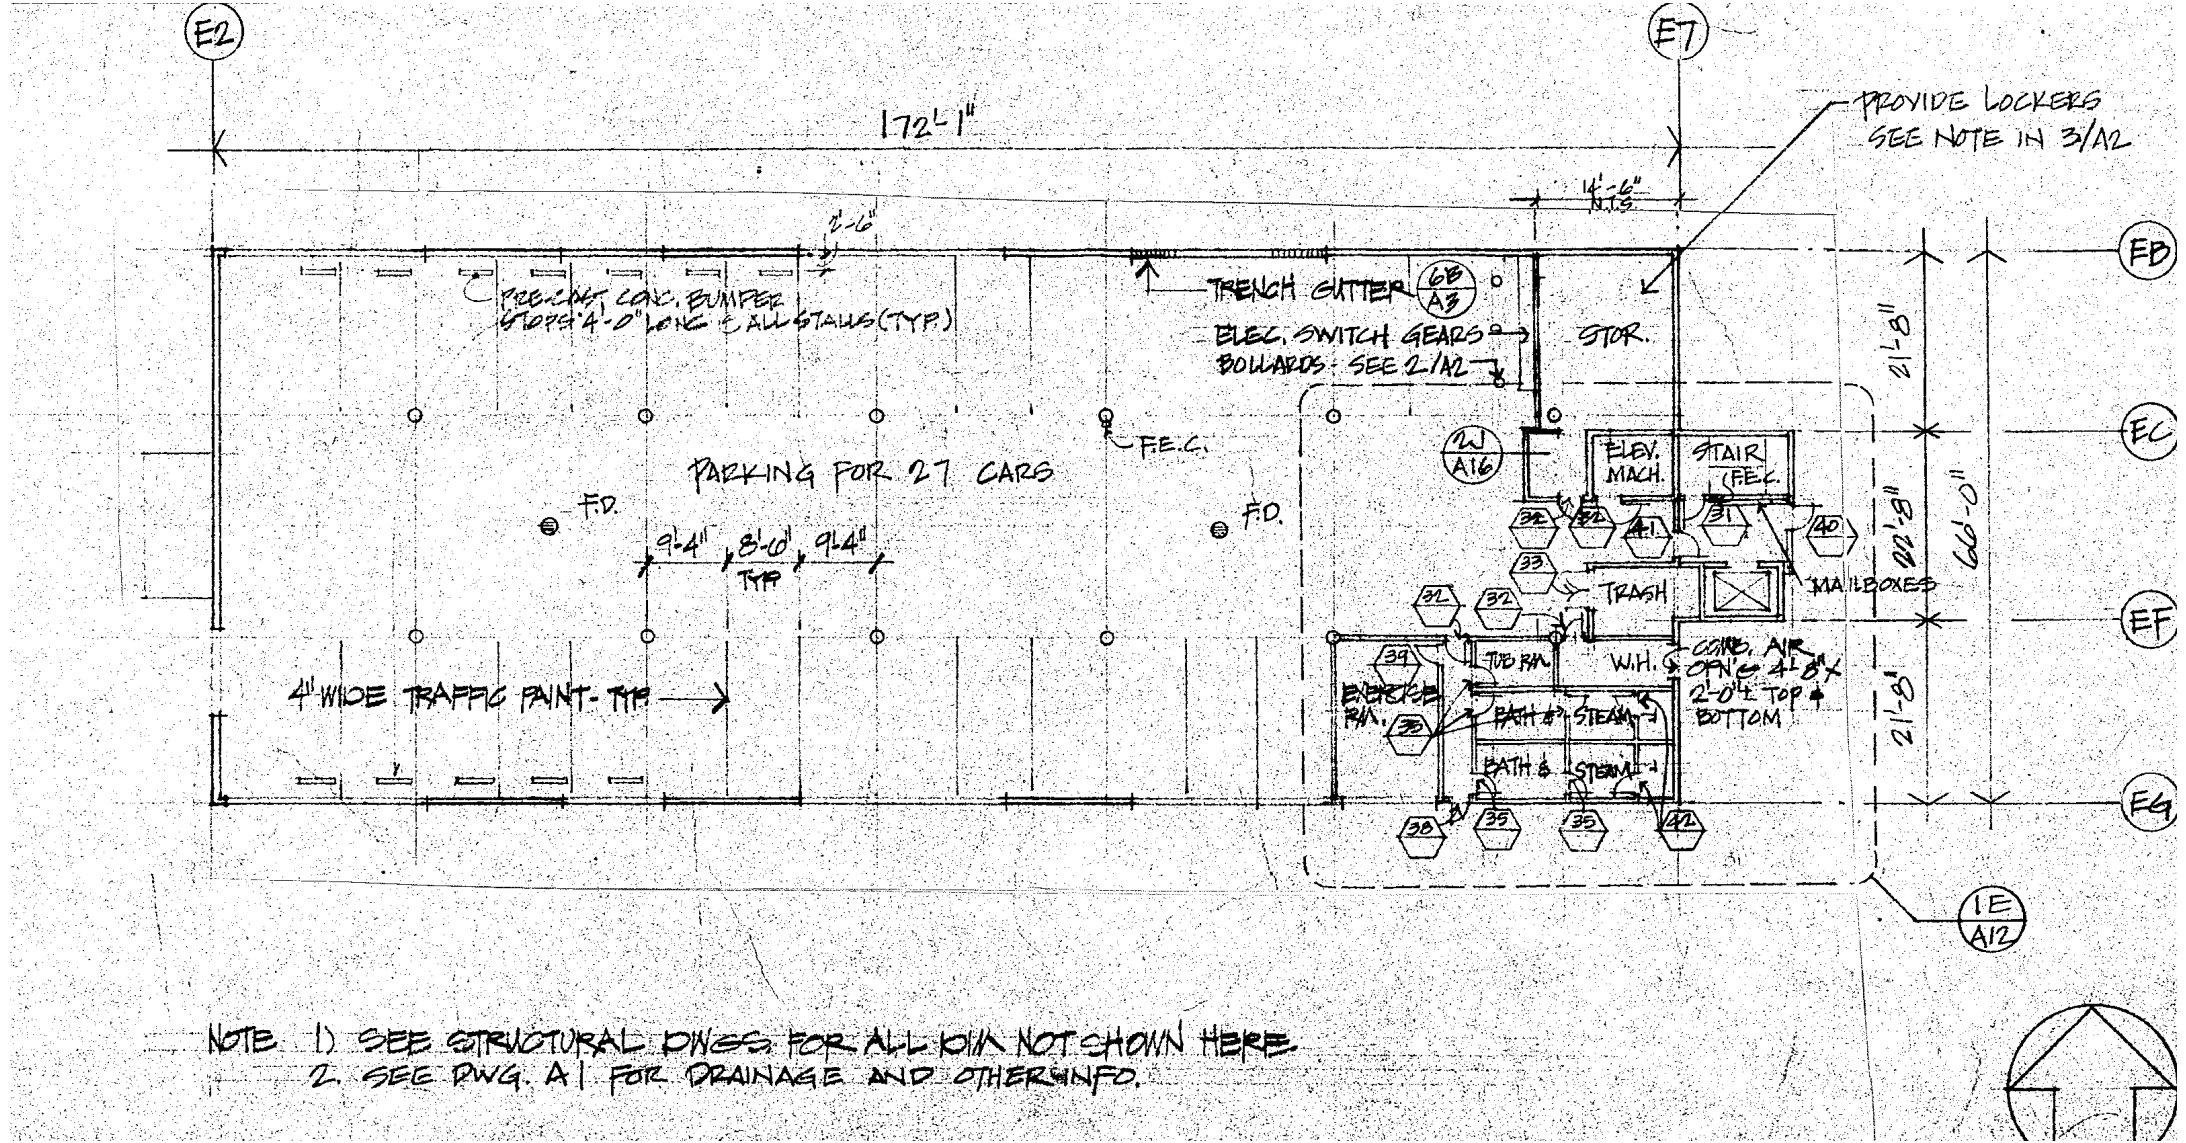 E2
E7
172'-1"
PROVIDE LOCKERS
SEE NOTE IN 3/A2
14'-6"
N.T.S.
2'-6"
EB
PRE-CAST CONC. BUMPER
STOPS 4'-0" LONG @ ALL STALLS (TYP.)
TRENCH GUTTER
6B
A3
ELEC. SWITCH GEARS
BOLLARDS - SEE 2/A2
STOR.
21'-8"
EC
F.E.C.
2J
A16
ELEV.
MACH.
STAIR
F.E.C.
PARKING FOR 27 CARS
F.D.
F.D.
9'-4"
8'-6"
9'-4"
TYP
32
32
41
31
40
22'-8"
66'-0"
33
TRASH
MAILBOXES
32
32
EF
39
TUB RM.
W.H.
COMB. AIR
OPN'G 4'-8" X
2'-0"± TOP &
BOTTOM
4" WIDE TRAFFIC PAINT - TYP.
EXERCISE
RM.
35
BATH &
STEAM
BATH &
STEAM
21'-8"
EG
38
35
35
42
1E
A12
NOTE 1) SEE STRUCTURAL DWGS. FOR ALL DIM NOT SHOWN HERE.
2. SEE DWG. A1 FOR DRAINAGE AND OTHER INFO.